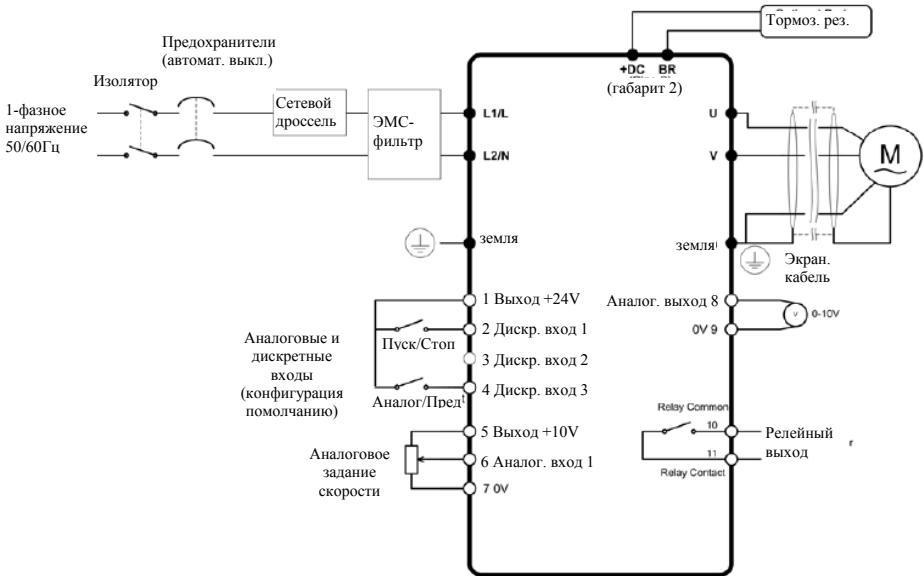 Тормоз. рез.
Предохранители
(автомат. выкл.)
Изолятор
+DC BR
(габарит 2)
1-фазное
напряжение
50/60Гц
Сетевой
дроссель
ЭМС-
фильтр
L1/L
L2/N
U
V
M
земля
земля
Экран.
кабель
1 Выход +24V
2 Дискр. вход 1
Пуск/Стоп
3 Дискр. вход 2
4 Дискр. вход 3
Аналог/Пред
Аналоговые и
дискретные
входы
(конфигурация
помолчанию)
5 Выход +10V
6 Аналог. вход 1
7 0V
Аналоговое
задание
скорости
Аналог. выход 8
0V 9
V
0-10V
Relay Common
10
11
Relay Contact
Релейный
выход
r